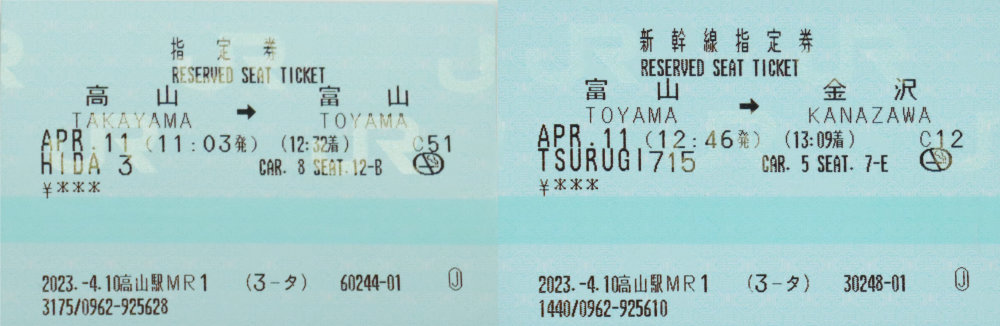 指定券
RESERVED SEAT TICKET
高山 → 富山
TAKAYAMA TOYAMA
APR.11 (11:03発) (12:32着) C51
HIDA 3 CAR. 8 SEAT.12-B
¥***
2023.-4.10高山駅MR1 (3-タ) 60244-01
3175/0962-925628
新幹線指定券
RESERVED SEAT TICKET
富山 → 金沢
TOYAMA KANAZAWA
APR.11 (12:46発) (13:09着) C12
TSURUGI715 CAR. 5 SEAT. 7-E
¥***
2023.-4.10高山駅MR1 (3-タ) 30248-01
1440/0962-925610